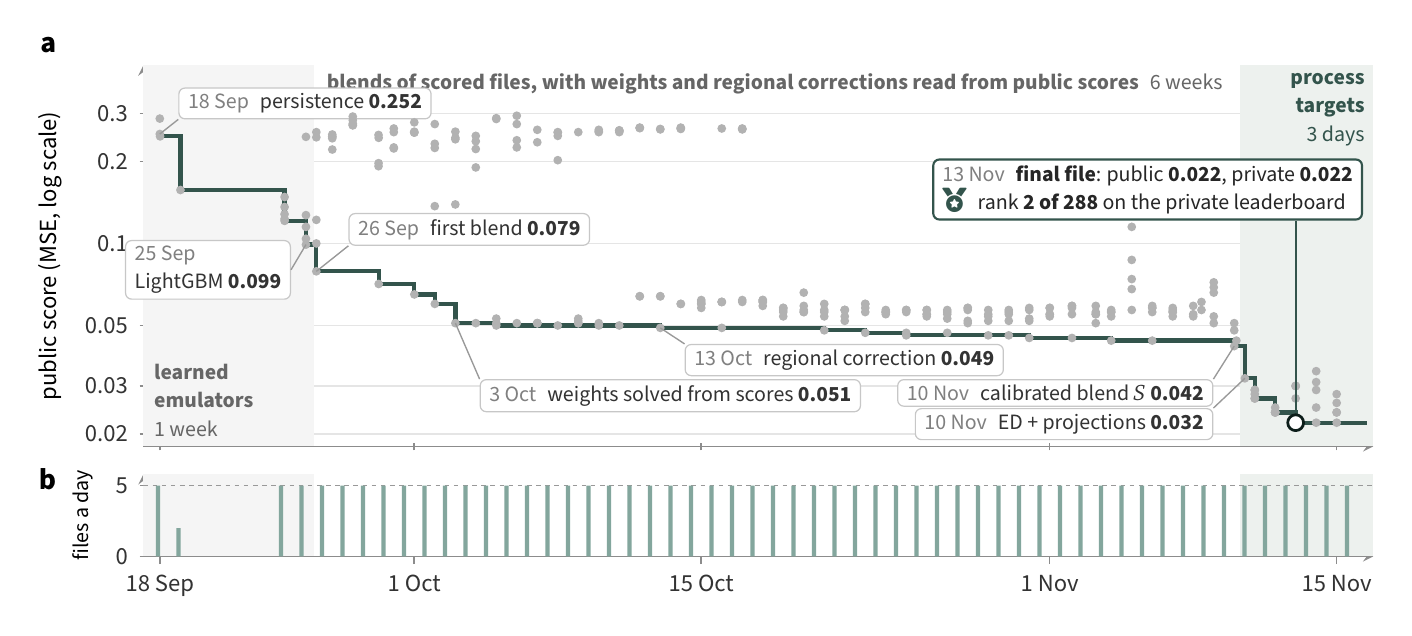 a
blends of scored files, with weights and regional corrections read from public scores 6 weeks
process
targets
3 days
18 Sep persistence 0.252
13 Nov final file: public 0.022, private 0.022
rank 2 of 288 on the private leaderboard
26 Sep first blend 0.079
25 Sep
LightGBM 0.099
13 Oct regional correction 0.049
3 Oct weights solved from scores 0.051
10 Nov calibrated blend S 0.042
10 Nov ED + projections 0.032
learned
emulators
1 week
public score (MSE, log scale)
0.3
0.2
0.1
0.05
0.03
0.02
b
files a day
5
0
18 Sep
1 Oct
15 Oct
1 Nov
15 Nov